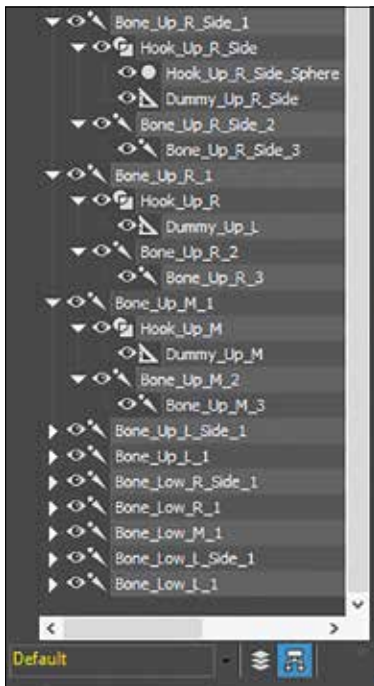 Bone_Up_R_Side_1
Hook_Up_R_Side
Hook_Up_R_Side_Sphere
Dummy_Up_R_Side
Bone_Up_R_Side_2
Bone_Up_R_Side_3
Bone_Up_R_1
Hook_Up_R
Dummy_Up_L
Bone_Up_R_2
Bone_Up_R_3
Bone_Up_M_1
Hook_Up_M
Dummy_Up_M
Bone_Up_M_2
Bone_Up_M_3
Bone_Up_L_Side_1
Bone_Up_L_1
Bone_Low_R_Side_1
Bone_Low_R_1
Bone_Low_M_1
Bone_Low_L_Side_1
Bone_Low_L_1
Default